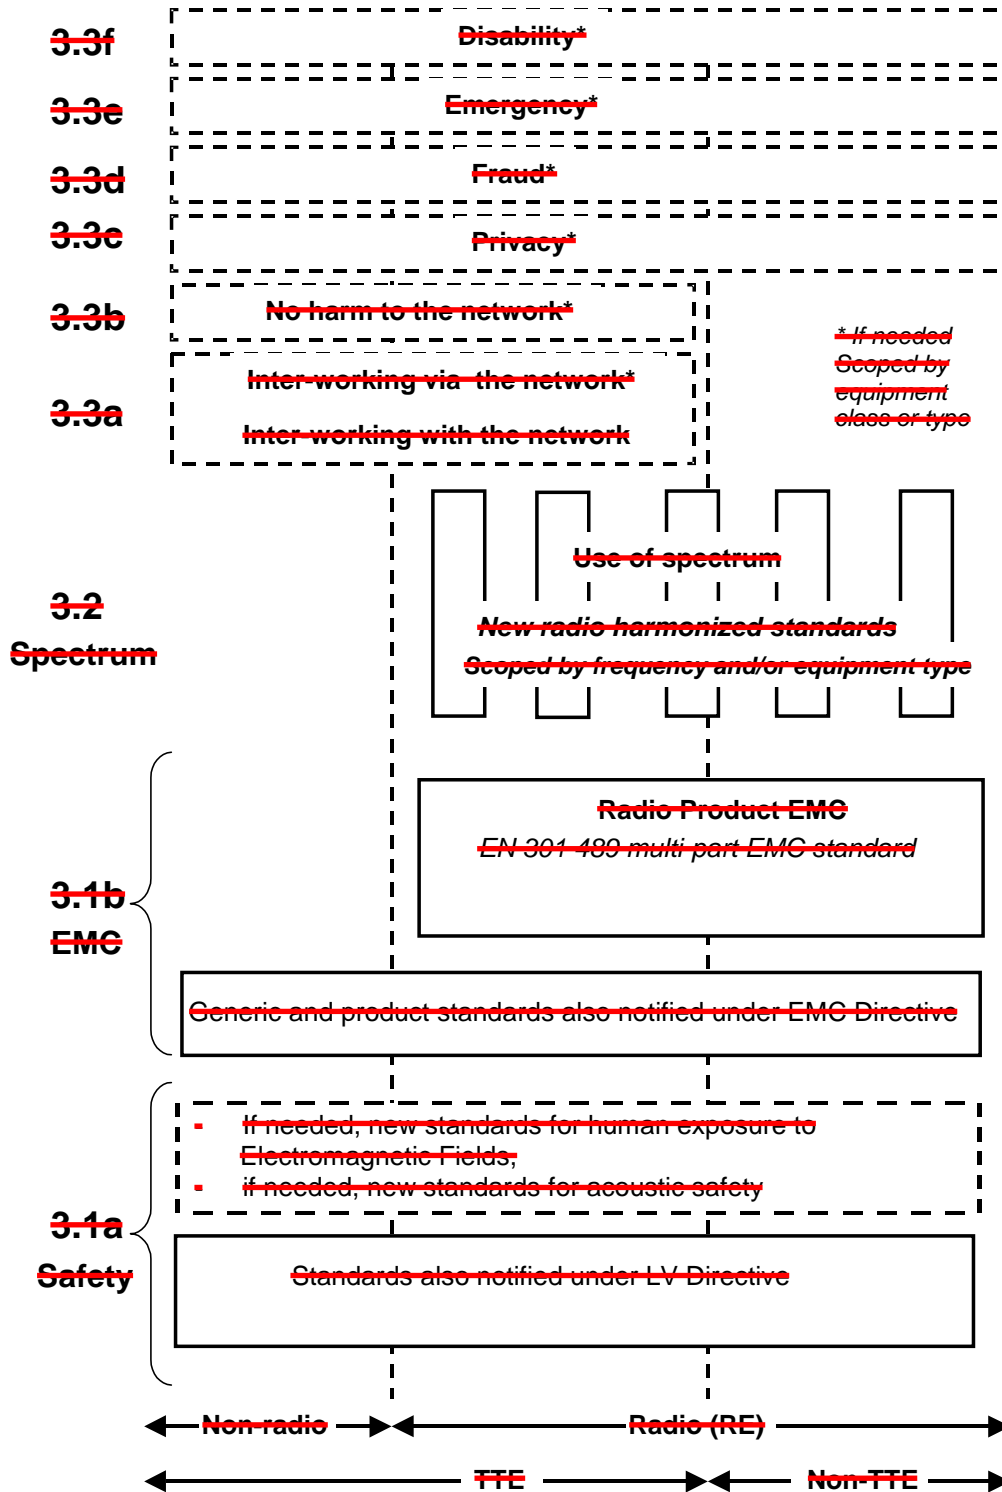 3.3f
Disability*
3.3e
Emergency*
3.3d
Fraud*
3.3c
Privacy*
3.3b
No harm to the network*
3.3a
Inter-working via the network*
Inter-working with the network
* If needed
Scoped by
equipment
class or type
3.2
Spectrum
Use of spectrum
New radio harmonized standards
Scoped by frequency and/or equipment type
3.1b
EMC
Radio Product EMC
EN 301 489 multi part EMC standard
Generic and product standards also notified under EMC Directive
3.1a
Safety
- If needed, new standards for human exposure to
Electromagnetic Fields,
- if needed, new standards for acoustic safety
Standards also notified under LV Directive
Non-radio
Radio (RE)
TTE
Non-TTE